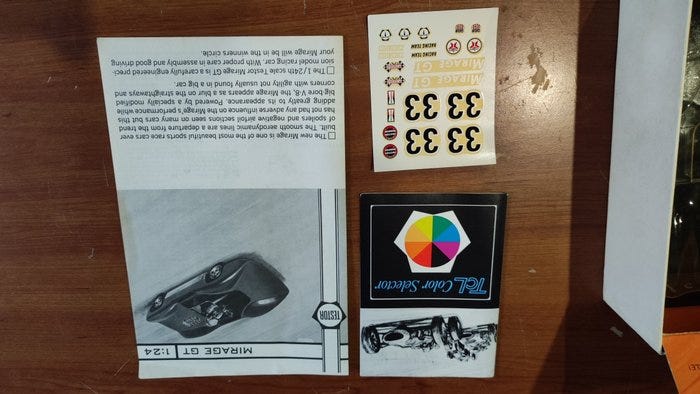 MIRAGE GT 1:24
TESTOR
☐ The new Mirage is one of the most beautiful sports race cars ever
built. The smooth aerodynamic lines are a departure from the trend
of spoilers and negative airfoil sections seen on many cars but this
has not had any adverse influence on the Mirage's performance while
adding greatly to its appearance. Powered by a specially modified
big bore V-8, the Mirage appears as a blur on the straightaways and
corners with agility not usually found in a big car.
☐ The 1/24th scale Testor Mirage GT is a carefully engineered preci-
sion model racing car. With proper care in assembly and good driving
your Mirage will be in the winners circle.
TCL Color Selector
33 33
33 33
MIRAGE GT
MIRAGE GT
RACING TEAM
RACING TEAM